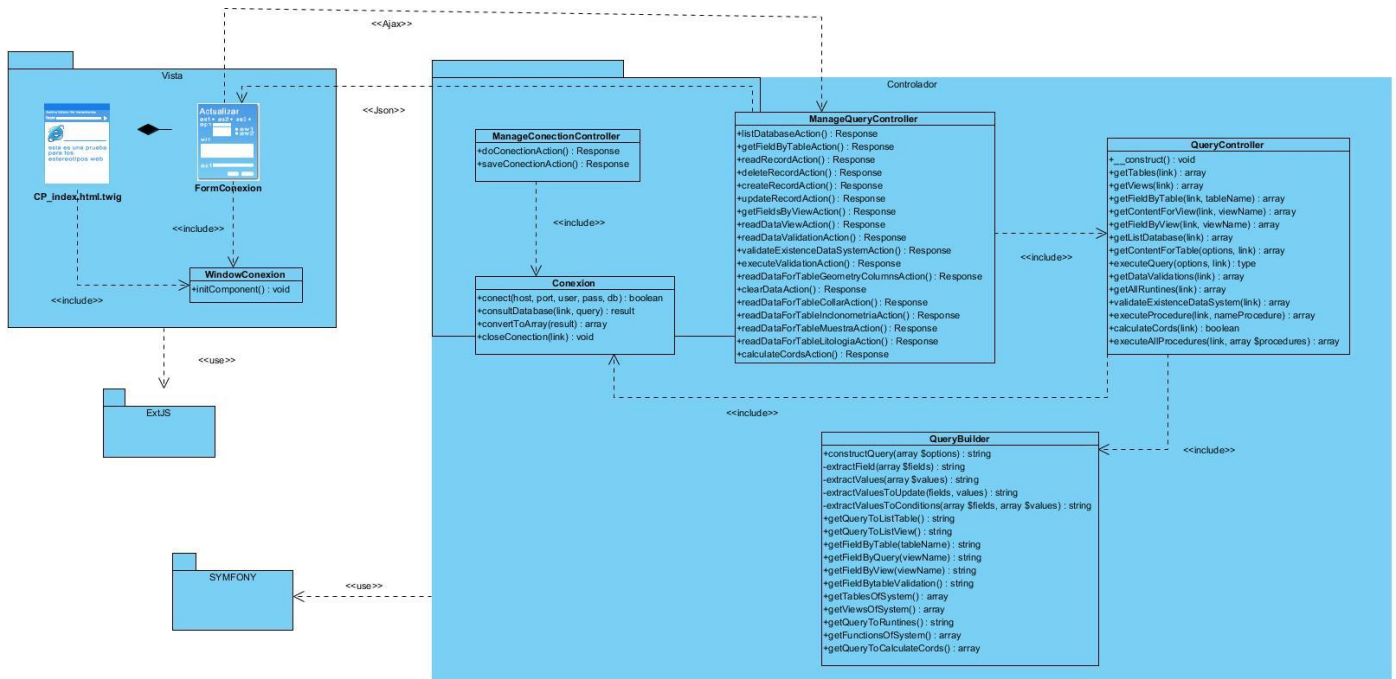 <<Ajax>>
Vista
Controlador
<<Json>>
Actualizar
este es una prueba
para los
estereotipos web
CP_index.html.twig
FormConexion
<<include>>
WindowConexion
+initComponent() : void
<<include>>
<<use>>
ExtJS
SYMFONY
<<use>>
ManageConectionController
+doConectionAction() : Response
+saveConectionAction() : Response
<<include>>
Conexion
+conect(host, port, user, pass, db) : boolean
+consultDatabase(link, query) : result
+convertToArray(result) : array
+closeConection(link) : void
ManageQueryController
+listDatabaseAction() : Response
+getFieldByTableAction() : Response
+readRecordAction() : Response
+deleteRecordAction() : Response
+createRecordAction() : Response
+updateRecordAction() : Response
+getFieldsByViewAction() : Response
+readDataViewAction() : Response
+readDataValidationAction() : Response
+validateExistenceDataSystemAction() : Response
+executeValidationAction() : Response
+readDataForTableGeometryColumnsAction() : Response
+clearDataAction() : Response
+readDataForTableCollarAction() : Response
+readDataForTableInclonometriaAction() : Response
+readDataForTableMuestraAction() : Response
+readDataForTableLitologiaAction() : Response
+calculateCordsAction() : Response
<<include>>
QueryController
+__construct() : void
+getTables(link) : array
+getViews(link) : array
+getFieldByTable(link, tableName) : array
+getContentForView(link, viewName) : array
+getFieldByView(link, viewName) : array
+getListDatabase(link) : array
+getContentForTable(options, link) : array
+executeQuery(options, link) : type
+getDataValidations(link) : array
+getAllRuntines(link) : array
+validateExistenceDataSystem(link) : array
+executeProcedure(link, nameProcedure) : array
+calculateCords(link) : boolean
+executeAllProcedures(link, array $procedures) : array
<<include>>
<<include>>
QueryBuilder
+constructQuery(array $options) : string
-extractField(array $fields) : string
-extractValues(array $values) : string
-extractValuesToUpdate(fields, values) : string
-extractValuesToConditions(array $fields, array $values) : string
+getQueryToListTable() : string
+getQueryToListView() : string
+getFieldByTable(tableName) : string
+getFieldByQuery(viewName) : string
+getFieldByView(viewName) : string
+getFieldBytableValidation() : string
+getTablesOfSystem() : array
+getViewsOfSystem() : array
+getQueryToRuntines() : string
+getFunctionsOfSystem() : array
+getQueryToCalculateCords() : array